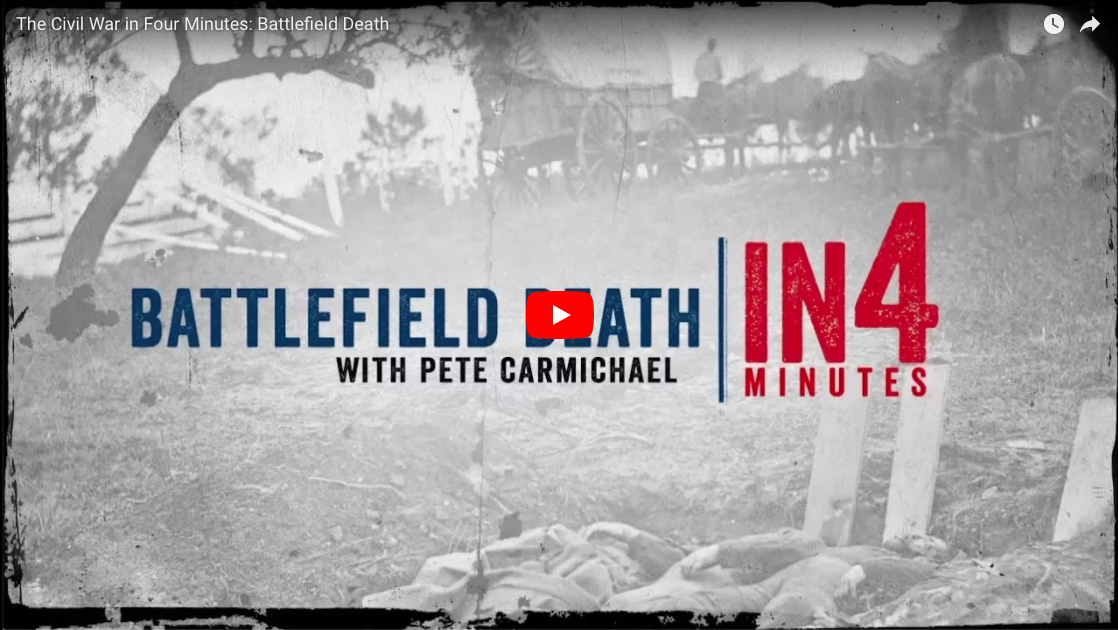 The Civil War in Four Minutes: Battlefield Death
BATTLEFIELD DEATH
WITH PETE CARMICHAEL
IN4
MINUTES